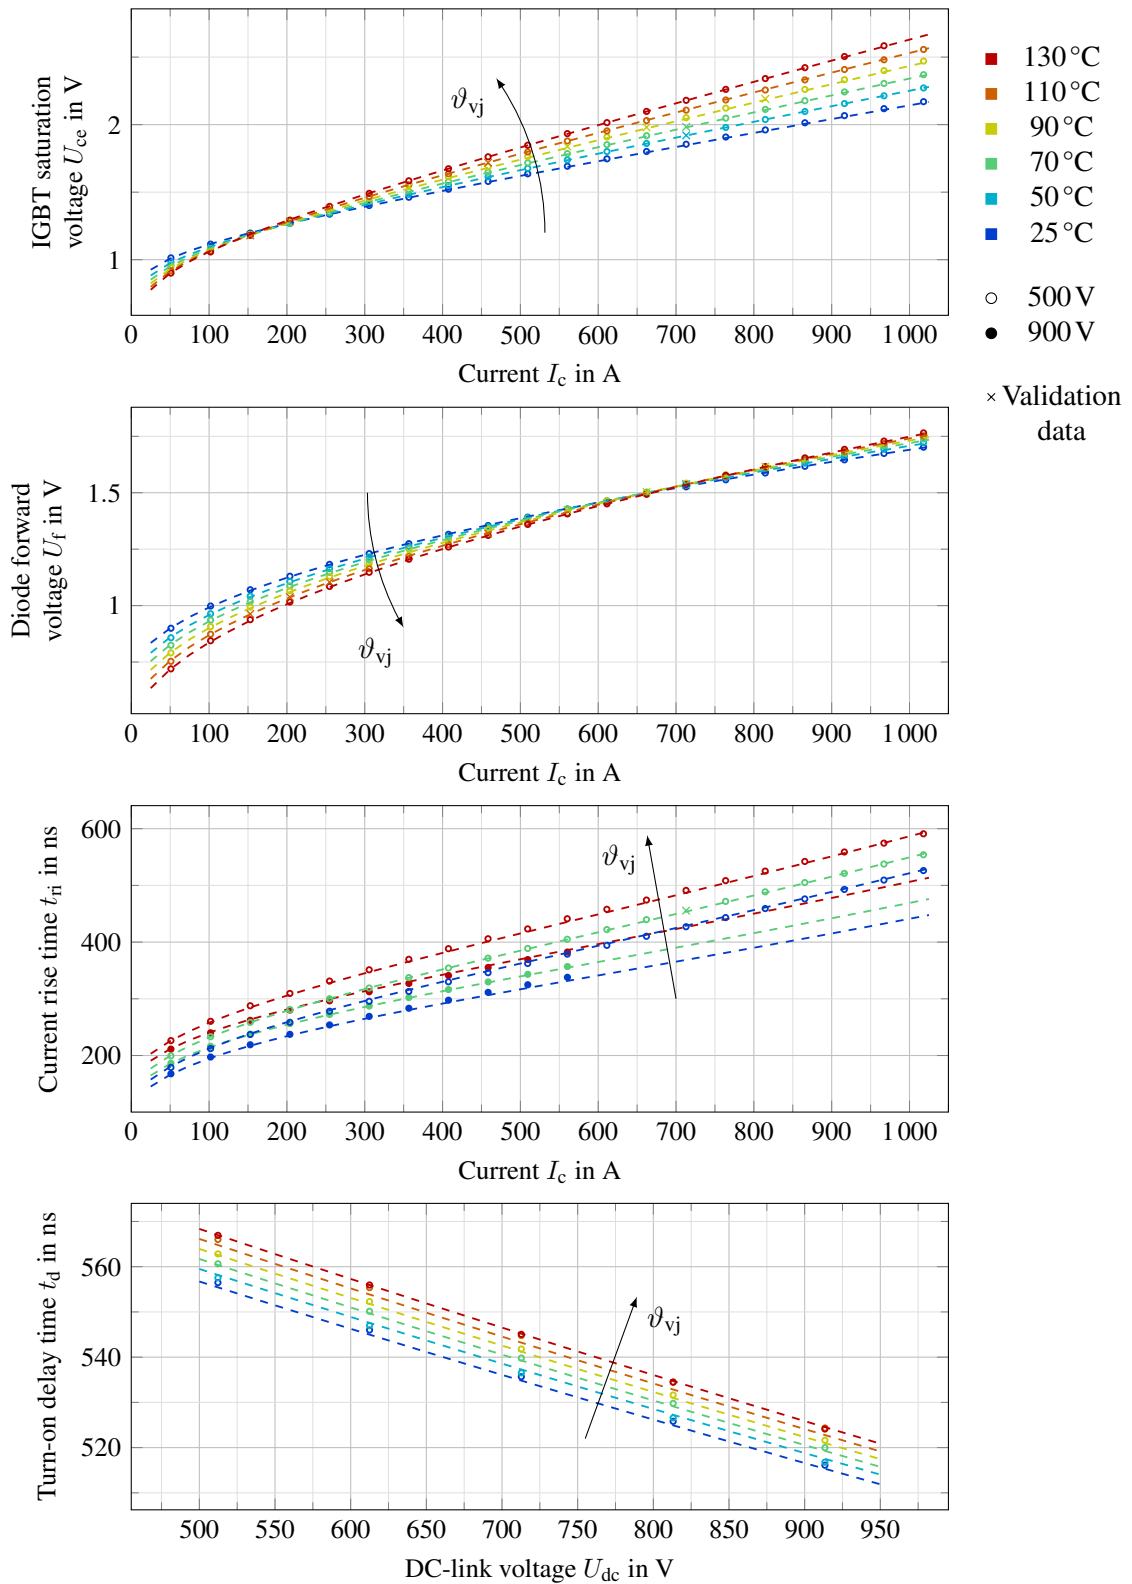 IGBT saturation
voltage U_ce in V
2
1
ϑ_vj
0 100 200 300 400 500 600 700 800 900 1 000
Current I_c in A
130 °C
110 °C
90 °C
70 °C
50 °C
25 °C
500 V
900 V
× Validation
data
Diode forward
voltage U_f in V
1.5
1
ϑ_vj
0 100 200 300 400 500 600 700 800 900 1 000
Current I_c in A
Current rise time t_ri in ns
600
400
200
ϑ_vj
0 100 200 300 400 500 600 700 800 900 1 000
Current I_c in A
Turn-on delay time t_d in ns
560
540
520
ϑ_vj
500 550 600 650 700 750 800 850 900 950
DC-link voltage U_dc in V